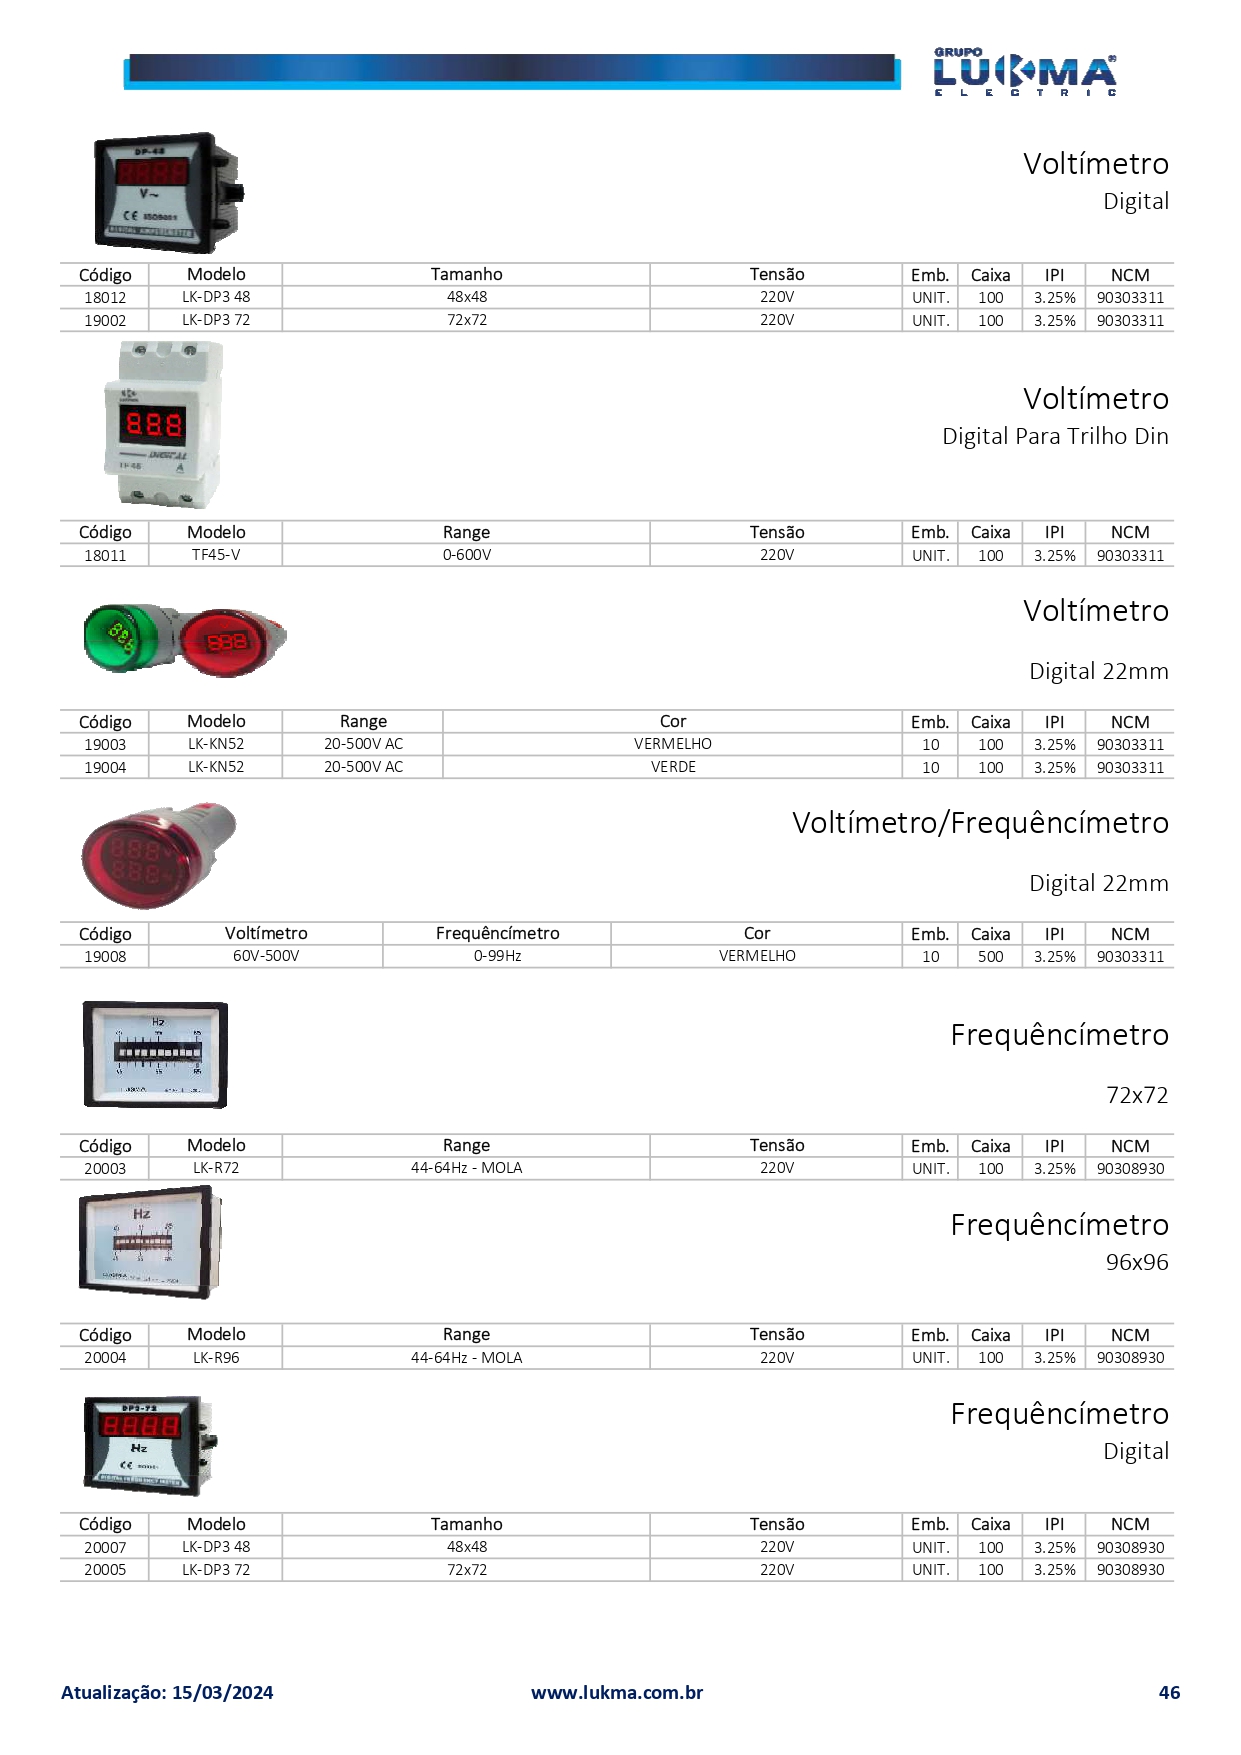 GRUPO
LUKMA
ELECTRIC
DP-48
V~
CE ISO9001
Voltímetro
Digital
Código Modelo Tamanho Tensão Emb. Caixa IPI NCM
18012 LK-DP3 48 48x48 220V UNIT. 100 3.25% 90303311
19002 LK-DP3 72 72x72 220V UNIT. 100 3.25% 90303311
Voltímetro
Digital Para Trilho Din
Código Modelo Range Tensão Emb. Caixa IPI NCM
18011 TF45-V 0-600V 220V UNIT. 100 3.25% 90303311
Voltímetro
Digital 22mm
Código Modelo Range Cor Emb. Caixa IPI NCM
19003 LK-KN52 20-500V AC VERMELHO 10 100 3.25% 90303311
19004 LK-KN52 20-500V AC VERDE 10 100 3.25% 90303311
Voltímetro/Frequêncímetro
Digital 22mm
Código Voltímetro Frequêncímetro Cor Emb. Caixa IPI NCM
19008 60V-500V 0-99Hz VERMELHO 10 500 3.25% 90303311
Hz
Frequêncímetro
72x72
Código Modelo Range Tensão Emb. Caixa IPI NCM
20003 LK-R72 44-64Hz - MOLA 220V UNIT. 100 3.25% 90308930
Hz
Frequêncímetro
96x96
Código Modelo Range Tensão Emb. Caixa IPI NCM
20004 LK-R96 44-64Hz - MOLA 220V UNIT. 100 3.25% 90308930
DP3-72
Hz
CE
Frequêncímetro
Digital
Código Modelo Tamanho Tensão Emb. Caixa IPI NCM
20007 LK-DP3 48 48x48 220V UNIT. 100 3.25% 90308930
20005 LK-DP3 72 72x72 220V UNIT. 100 3.25% 90308930
Atualização: 15/03/2024 www.lukma.com.br 46